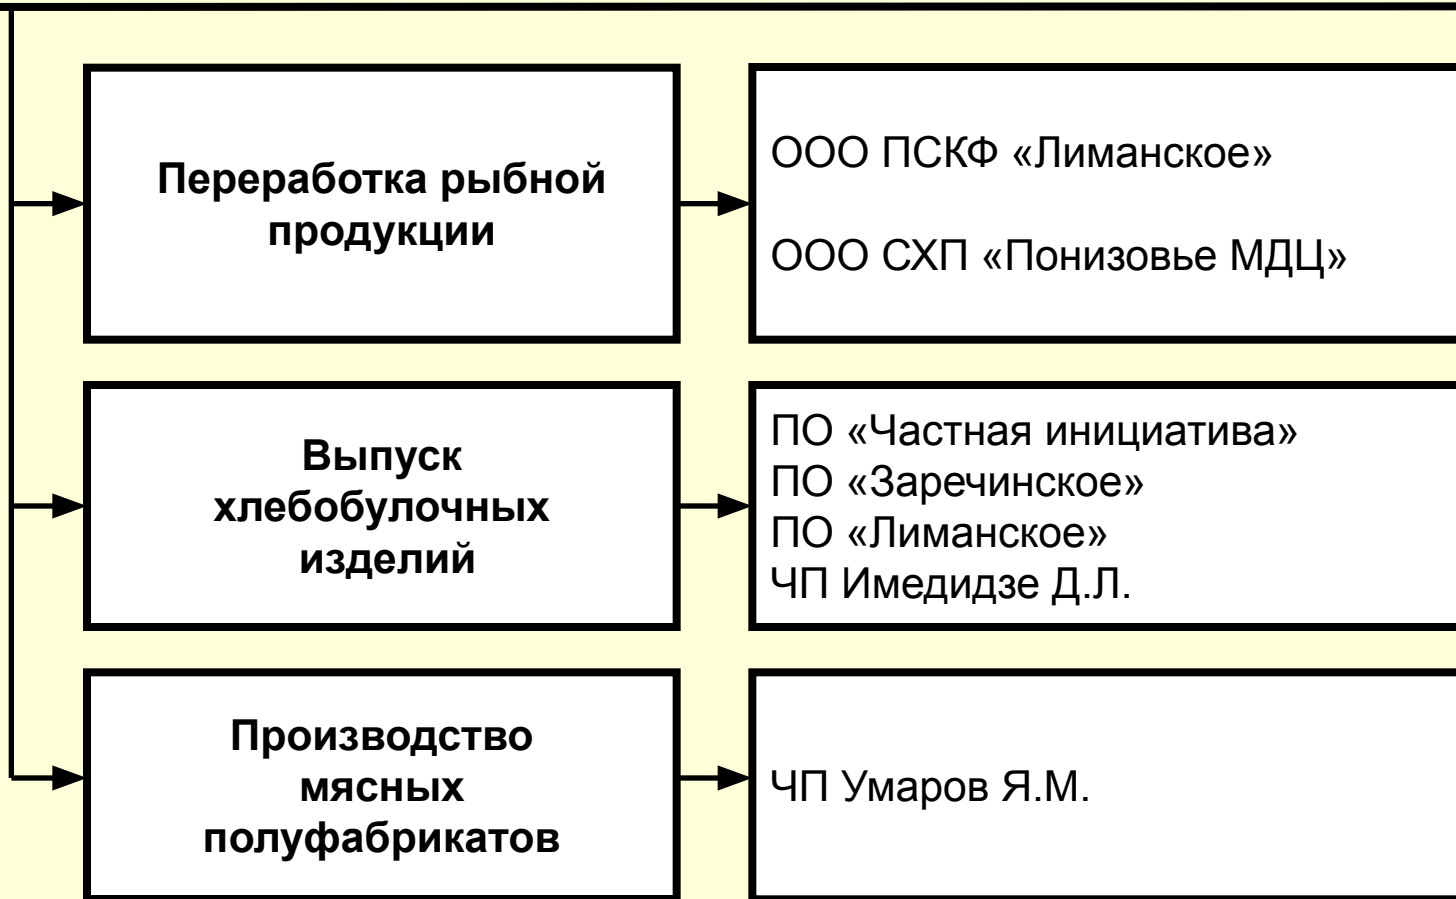 Переработка рыбной
продукции
ООО ПСКФ «Лиманское»
ООО СХП «Понизовье МДЦ»
Выпуск
хлебобулочных
изделий
ПО «Частная инициатива»
ПО «Заречинское»
ПО «Лиманское»
ЧП Имедидзе Д.Л.
Производство
мясных
полуфабрикатов
ЧП Умаров Я.М.